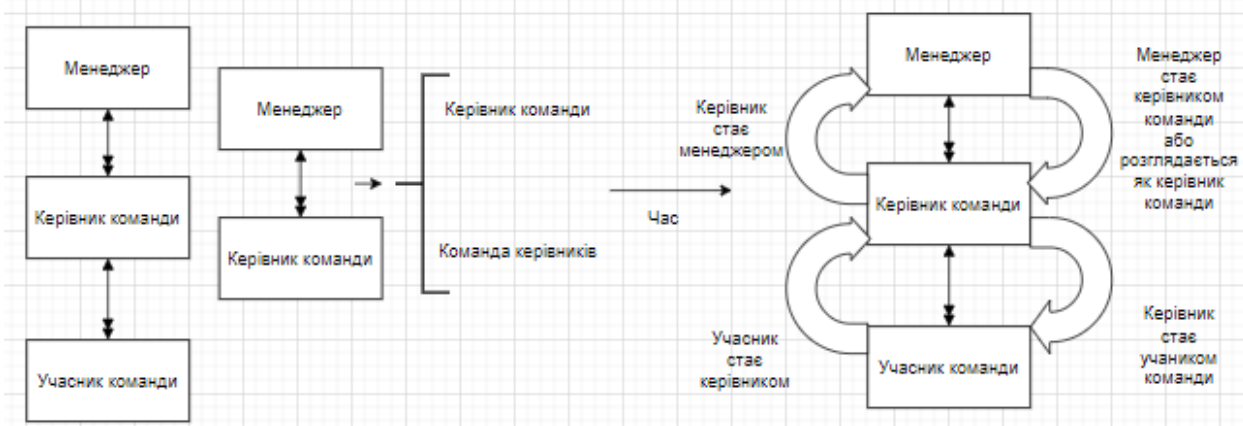 Менеджер
Керівник команди
Учасник команди
Менеджер
Керівник команди
Керівник команди
Команда керівників
Час
Керівник
стає
менеджером
Учасник
стає
керівником
Менеджер
Керівник команди
Учасник команди
Менеджер
стає
керівником
команди
або
розглядається
як керівник
команди
Керівник
стає
учаником
команди